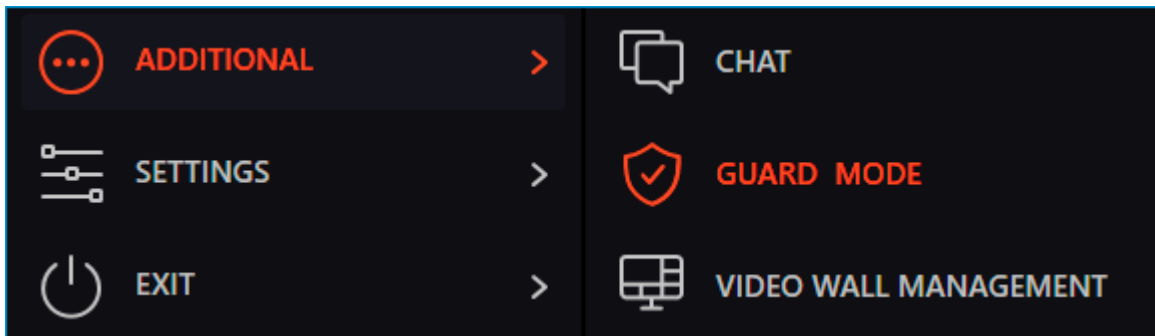 ADDITIONAL
SETTINGS
EXIT
CHAT
GUARD MODE
VIDEO WALL MANAGEMENT